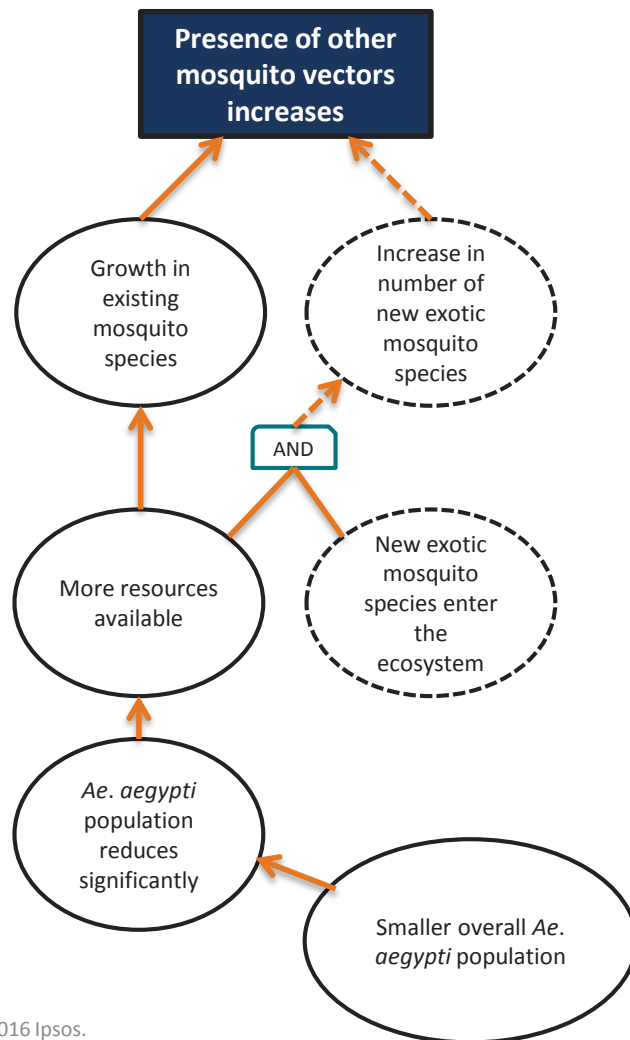 Presence of other
mosquito vectors
increases
Growth in
existing
mosquito
species
Increase in
number of
new exotic
mosquito
species
AND
More resources
available
New exotic
mosquito
species enter
the
ecosystem
Ae. aegypti
population
reduces
significantly
Smaller overall Ae.
aegypti population
016 Ipsos.